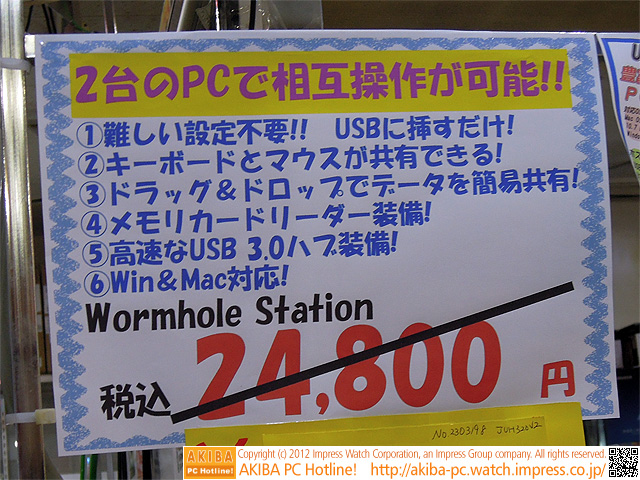 2台のPCで相互操作が可能!!
①難しい設定不要!! USBに挿すだけ!
②キーボードとマウスが共有できる!
③ドラッグ＆ドロップでデータを簡易共有!
④メモリカードリーダー装備!
⑤高速なUSB 3.0ハブ装備!
⑥Win＆Mac対応!
Wormhole Station
税込 24,800 円
No 2303198 JUH320V2
AKIBA PC Hotline!
Copyright (c) 2012 Impress Watch Corporation, an Impress Group company. All rights reserved.
AKIBA PC Hotline! http://akiba-pc.watch.impress.co.jp/